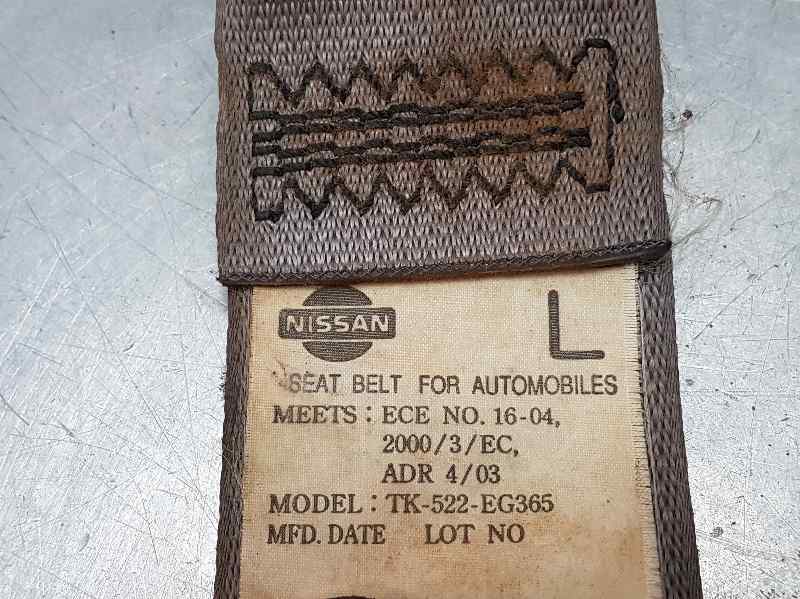 NISSAN
L
SEAT BELT FOR AUTOMOBILES
MEETS : ECE NO. 16-04,
2000/3/EC,
ADR 4/03
MODEL : TK-522-EG365
MFD. DATE LOT NO